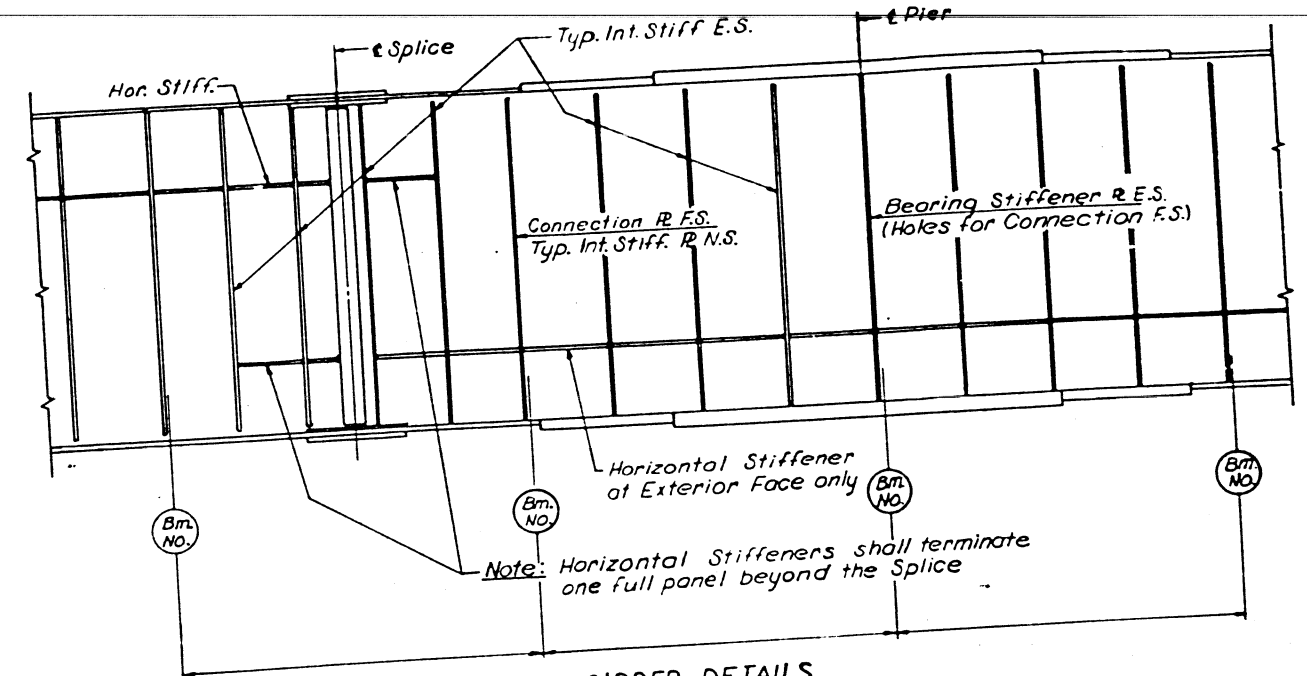 ℄ Pier
℄ Splice
Typ. Int. Stiff E.S.
Hor. Stiff.
Bearing Stiffener ⅊ E.S.
(Holes for Connection F.S.)
Connection ⅊ F.S.
Typ. Int. Stiff. ⅊ N.S.
Horizontal Stiffener
at Exterior Face only
Bm.
NO.
Bm.
NO.
Bm.
NO.
Bm.
NO.
Note: Horizontal Stiffeners shall terminate
one full panel beyond the Splice
GIRDER DETAILS